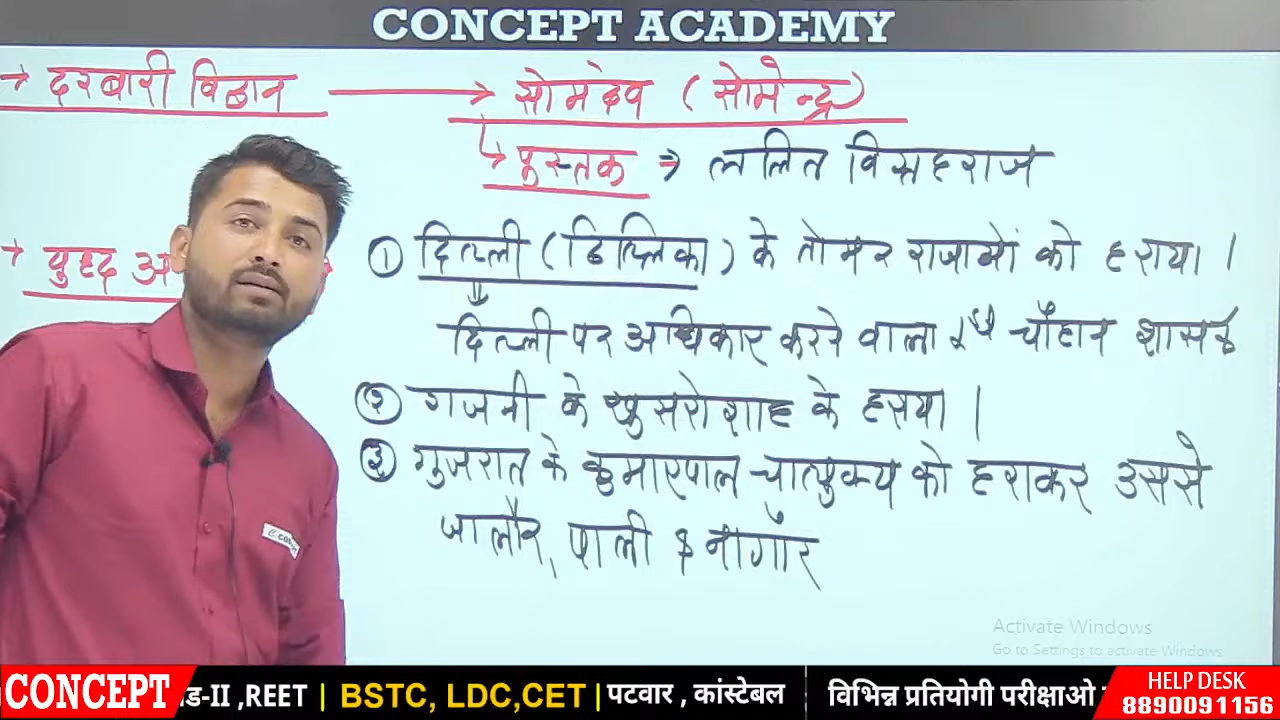 CONCEPT ACADEMY
→ दरबारी विद्वान → सोमदेव (सोमेन्द्र)
↳ पुस्तक ⇒ ललित विग्रहराज
→ युद्ध
① दिल्ली (ढिल्लिका) के तोमर राजाओं को हराया ।
दिल्ली पर अधिकार करने वाला चौहान शासक
② गजनी के खुसरोशाह के हराया ।
③ गुजरात के कुमारपाल चालुक्य को हराकर उससे
जालौर, पाली & नागौर
Activate Windows
Go to Settings to activate Windows.
CONCEPT
ड-II ,REET | BSTC, LDC,CET | पटवार , कांस्टेबल | विभिन्न प्रतियोगी परीक्षाओ
HELP DESK
8890091156